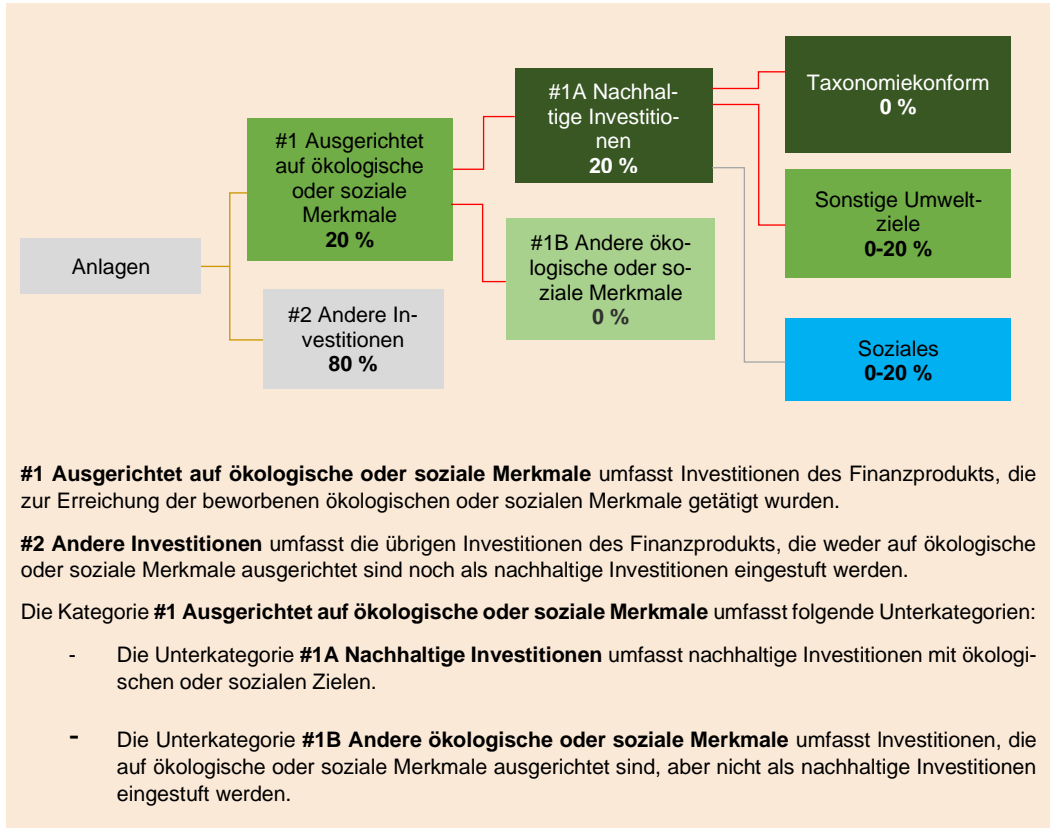 #1A Nachhal-
tige Investitio-
nen
20 %
Taxonomiekonform
0 %
#1 Ausgerichtet
auf ökologische
oder soziale
Merkmale
20 %
Sonstige Umwelt-
ziele
0-20 %
Anlagen
#1B Andere öko-
logische oder so-
ziale Merkmale
0 %
#2 Andere In-
vestitionen
80 %
Soziales
0-20 %
#1 Ausgerichtet auf ökologische oder soziale Merkmale umfasst Investitionen des Finanzprodukts, die
zur Erreichung der beworbenen ökologischen oder sozialen Merkmale getätigt wurden.
#2 Andere Investitionen umfasst die übrigen Investitionen des Finanzprodukts, die weder auf ökologische
oder soziale Merkmale ausgerichtet sind noch als nachhaltige Investitionen eingestuft werden.
Die Kategorie #1 Ausgerichtet auf ökologische oder soziale Merkmale umfasst folgende Unterkategorien:
- Die Unterkategorie #1A Nachhaltige Investitionen umfasst nachhaltige Investitionen mit ökologi-
schen oder sozialen Zielen.
- Die Unterkategorie #1B Andere ökologische oder soziale Merkmale umfasst Investitionen, die
auf ökologische oder soziale Merkmale ausgerichtet sind, aber nicht als nachhaltige Investitionen
eingestuft werden.